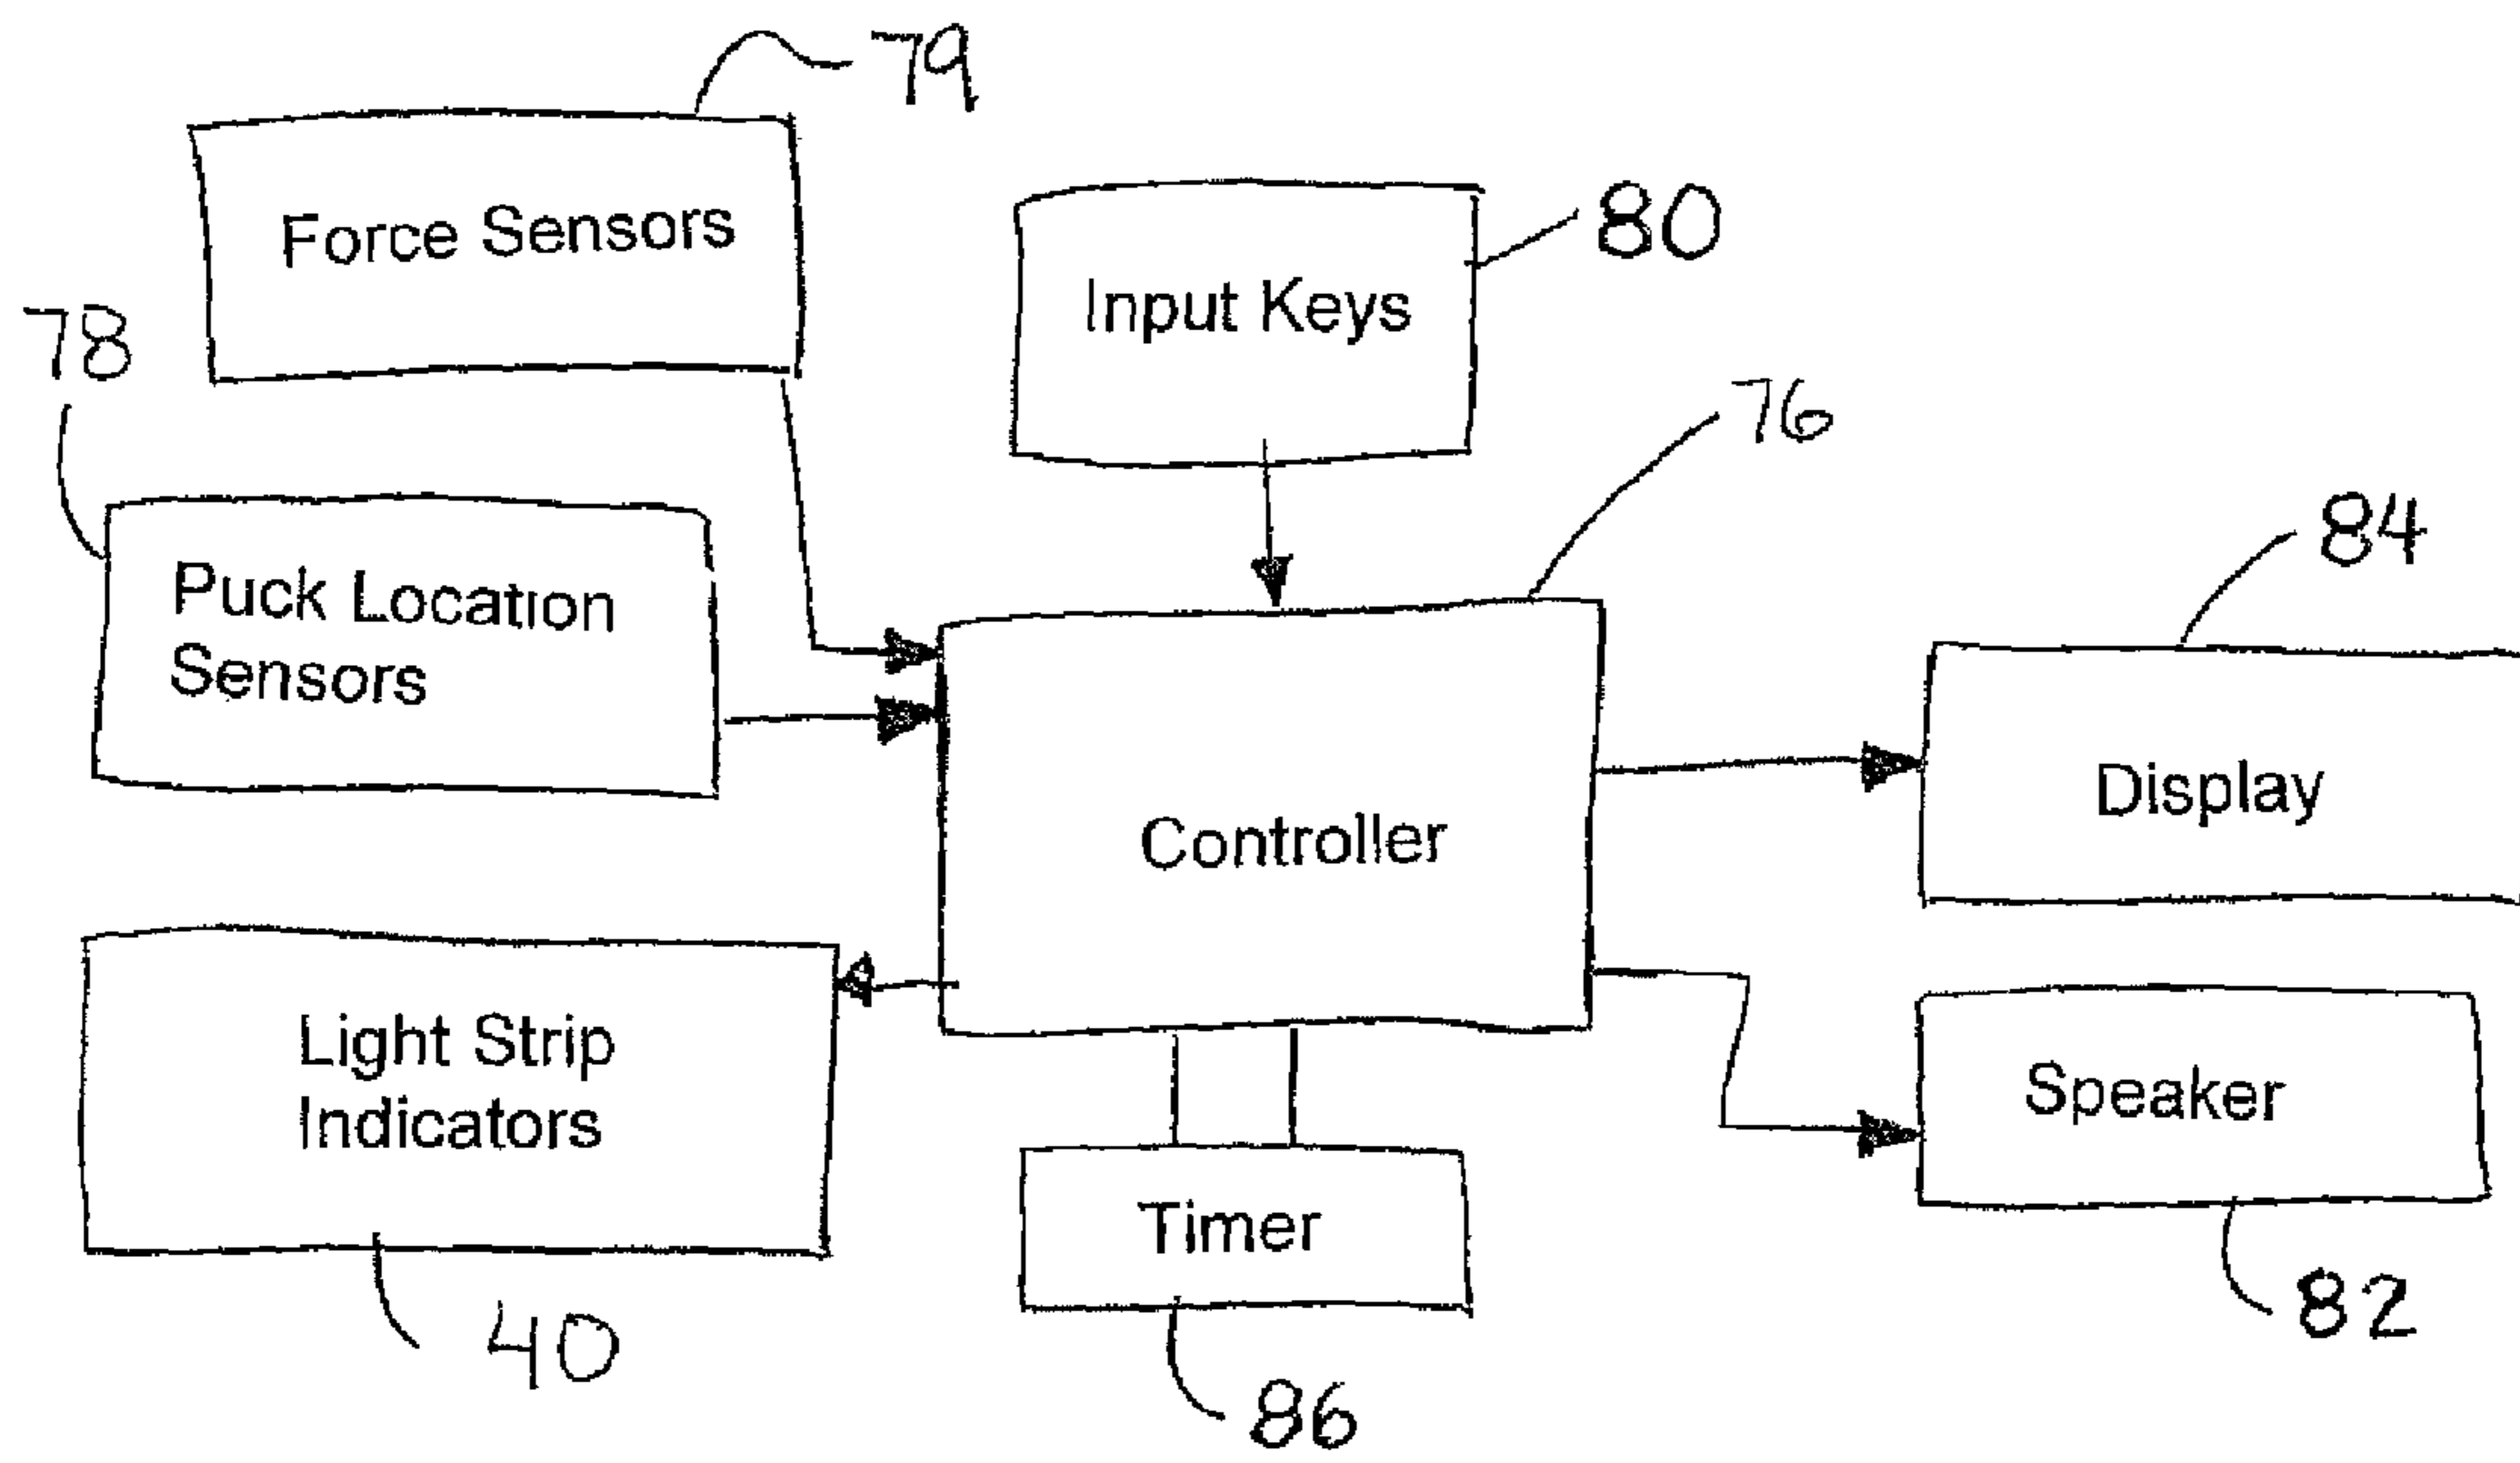 79
Force Sensors
80
Input Keys
78
76
84
Puck Location
Sensors
Display
Controller
Light Strip
Indicators
Speaker
Timer
82
40
86